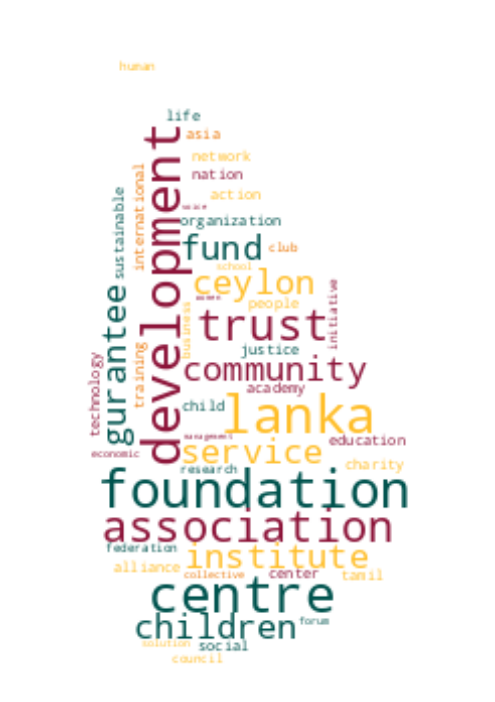 human
life
asia
development
network
nation
international
sustainable
action
voice
organization
fund
club
school
ceylon
women
people
gurantee
initiative
business
trust
justice
training
technology
community
academy
child
lanka
management
education
economic
service
research
charity
foundation
association
federation
institute
alliance
collective
center
tamil
centre
children
forum
solution
social
council